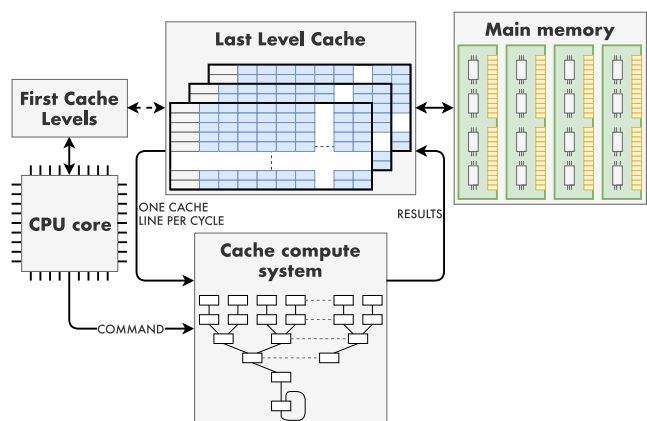 Last Level Cache
Main memory
First Cache
Levels
CPU core
ONE CACHE
LINE PER CYCLE
RESULTS
Cache compute
system
COMMAND